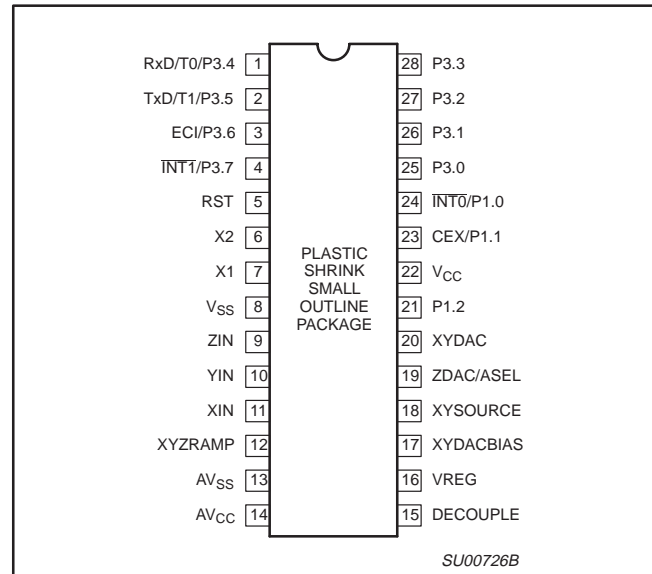 RxD/T0/P3.4 1 28 P3.3
TxD/T1/P3.5 2 27 P3.2
ECI/P3.6 3 26 P3.1
INT1/P3.7 4 25 P3.0
RST 5 24 INT0/P1.0
X2 6 23 CEX/P1.1
X1 7 22 VCC
VSS 8 21 P1.2
ZIN 9 20 XYDAC
YIN 10 19 ZDAC/ASEL
XIN 11 18 XYSOURCE
XYZRAMP 12 17 XYDACBIAS
AVSS 13 16 VREG
AVCC 14 15 DECOUPLE
PLASTIC
SHRINK
SMALL
OUTLINE
PACKAGE
SU00726B